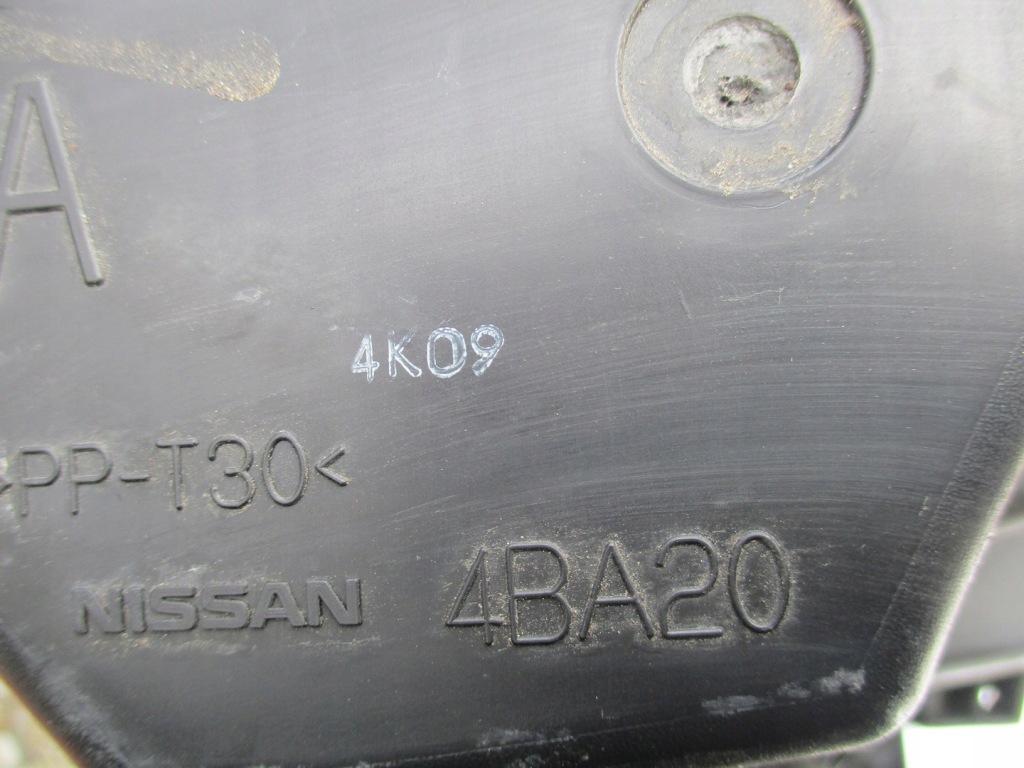 A
4K09
>PP-T30<
NISSAN 4BA20